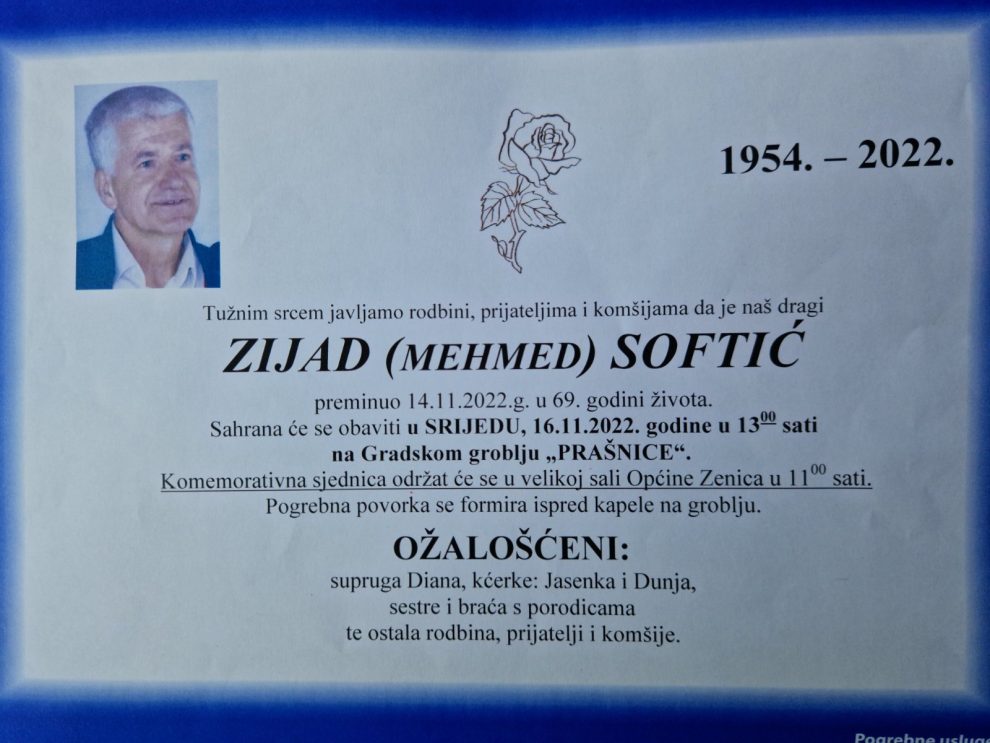 1954. – 2022.
Tužnim srcem javljamo rodbini, prijateljima i komšijama da je naš dragi
ZIJAD (MEHMED) SOFTIĆ
preminuo 14.11.2022.g. u 69. godini života.
Sahrana će se obaviti u SRIJEDU, 16.11.2022. godine u 13⁰⁰ sati
na Gradskom groblju „PRAŠNICE“.
Komemorativna sjednica održat će se u velikoj sali Općine Zenica u 11⁰⁰ sati.
Pogrebna povorka se formira ispred kapele na groblju.
OŽALOŠĆENI:
supruga Diana, kćerke: Jasenka i Dunja,
sestre i braća s porodicama
te ostala rodbina, prijatelji i komšije.
Pogrebne usluge